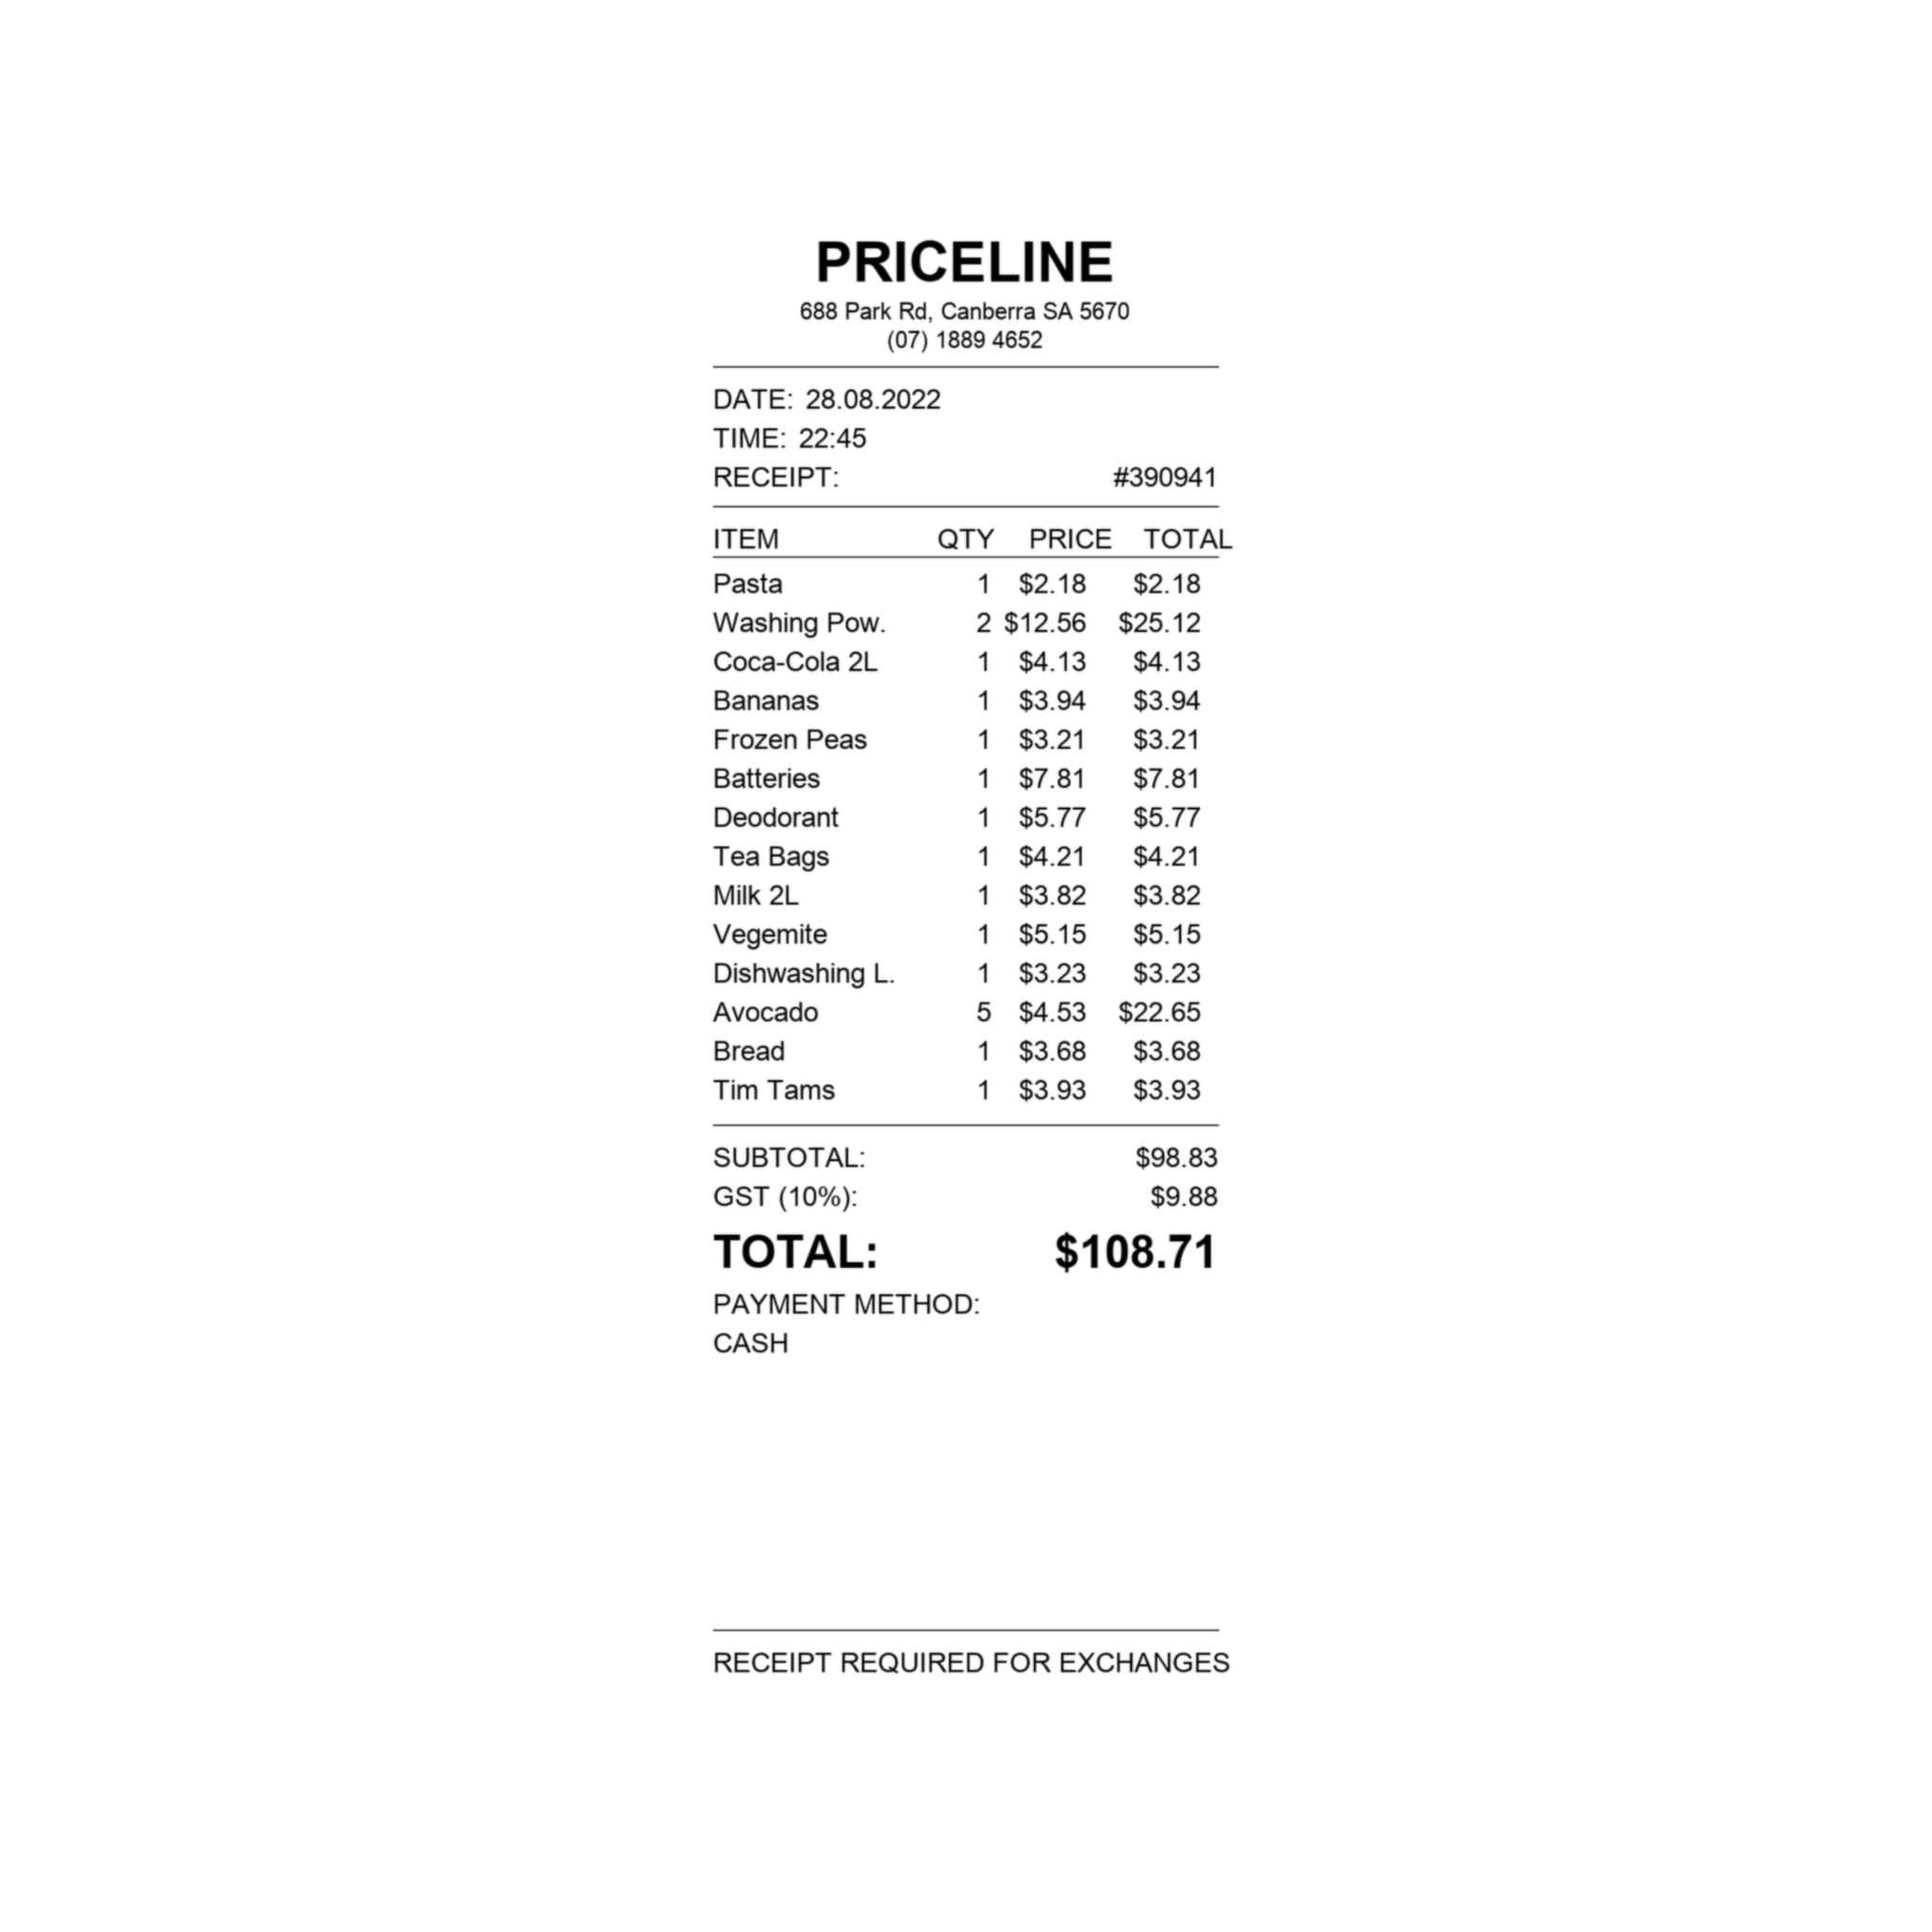 PRICELINE
688 Park Rd, Canberra SA 5670
(07) 1889 4652
DATE: 28.08.2022
TIME: 22:45
RECEIPT: #390941
ITEM QTY PRICE TOTAL
Pasta 1 $2.18 $2.18
Washing Pow. 2 $12.56 $25.12
Coca-Cola 2L 1 $4.13 $4.13
Bananas 1 $3.94 $3.94
Frozen Peas 1 $3.21 $3.21
Batteries 1 $7.81 $7.81
Deodorant 1 $5.77 $5.77
Tea Bags 1 $4.21 $4.21
Milk 2L 1 $3.82 $3.82
Vegemite 1 $5.15 $5.15
Dishwashing L. 1 $3.23 $3.23
Avocado 5 $4.53 $22.65
Bread 1 $3.68 $3.68
Tim Tams 1 $3.93 $3.93
SUBTOTAL: $98.83
GST (10%): $9.88
TOTAL: $108.71
PAYMENT METHOD:
CASH
RECEIPT REQUIRED FOR EXCHANGES